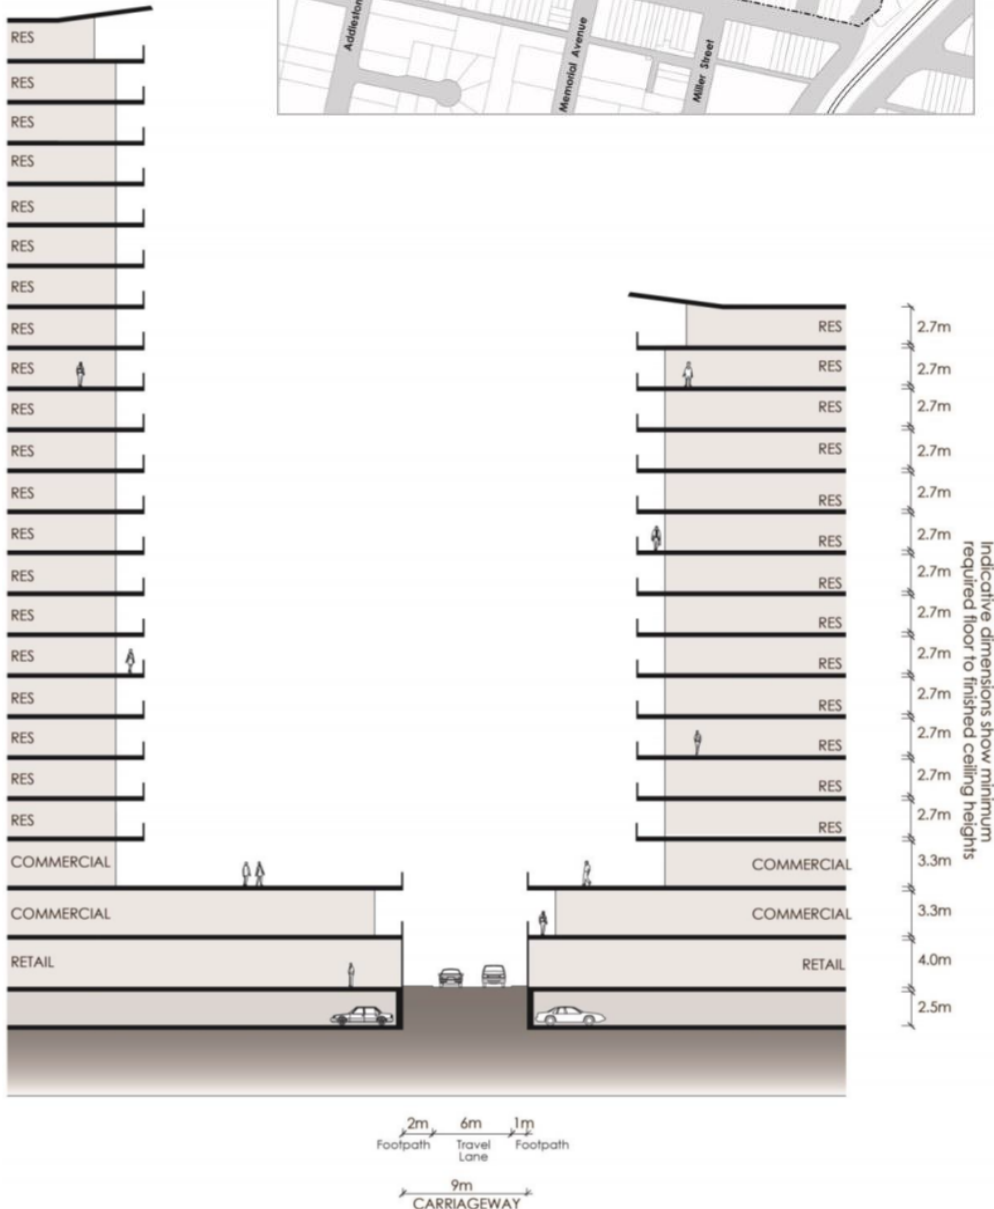 Addleston
Memorial Avenue
Miller Street
RES
RES
RES
RES
RES
RES
RES
RES RES 2.7m
RES RES 2.7m
RES RES 2.7m
RES RES 2.7m
RES RES 2.7m
RES RES 2.7m
RES RES 2.7m
RES RES 2.7m
RES RES 2.7m
RES RES 2.7m
RES RES 2.7m
RES RES 2.7m
RES RES 2.7m
COMMERCIAL COMMERCIAL 3.3m
COMMERCIAL COMMERCIAL 3.3m
RETAIL RETAIL 4.0m
2.5m
Indicative dimensions show minimum
required floor to finished ceiling heights
2m 6m 1m
Footpath Travel Footpath
Lane
9m
CARRIAGEWAY